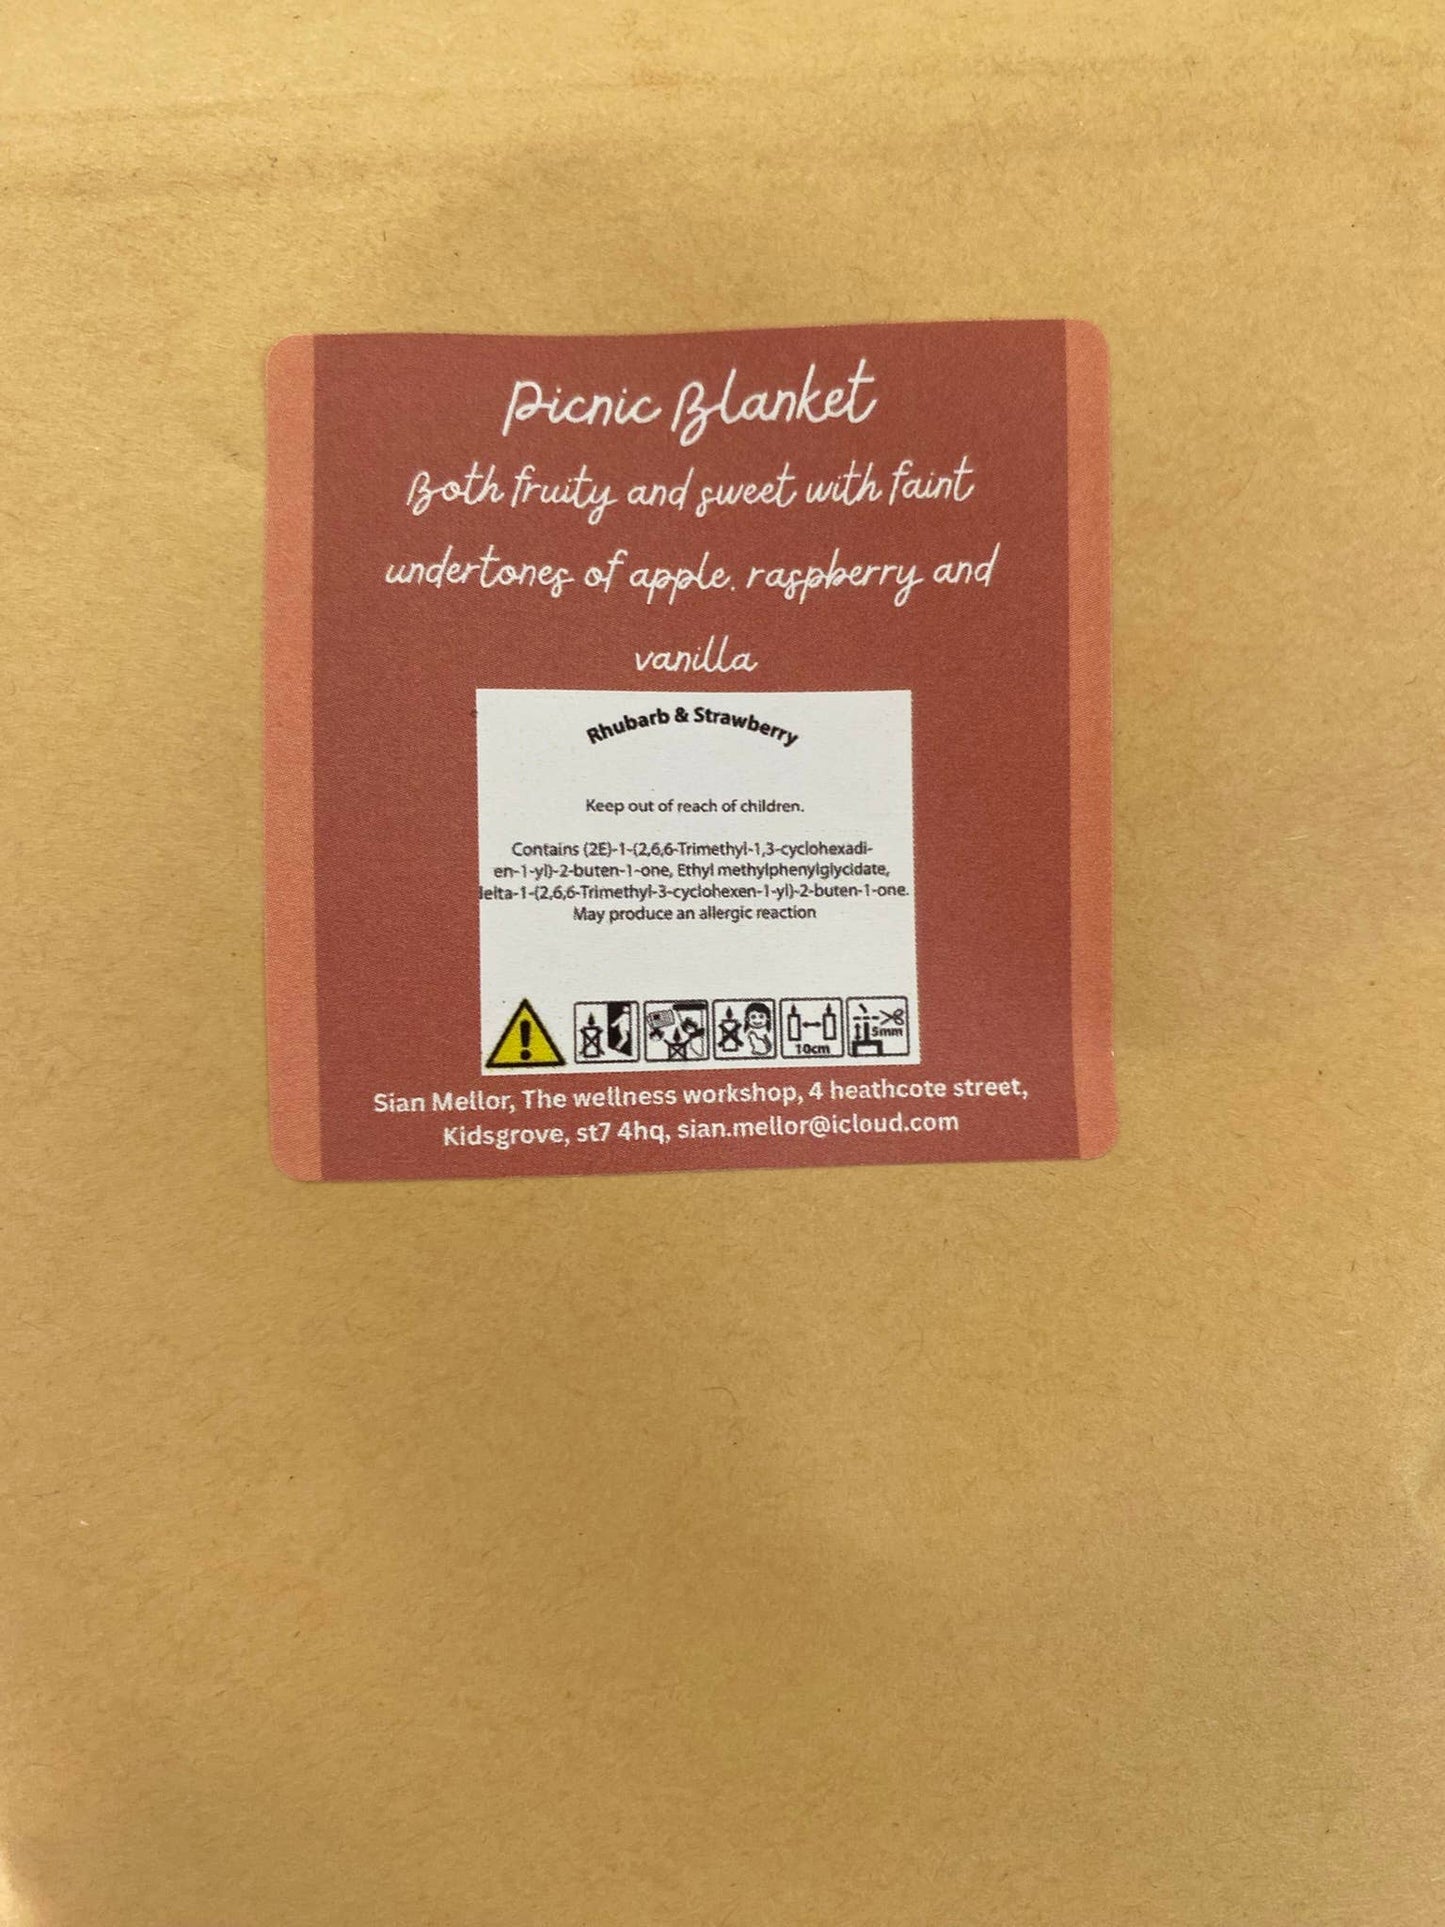 Picnic Blanket
Both fruity and sweet with faint
undertones of apple, raspberry and
vanilla
Rhubarb & Strawberry
Keep out of reach of children.
Contains (2E)-1-(2,6,6-Trimethyl-1,3-cyclohexadi-
en-1-yl)-2-buten-1-one, Ethyl methylphenylglycidate,
lelta-1-(2,6,6-Trimethyl-3-cyclohexen-1-yl)-2-buten-1-one.
May produce an allergic reaction
10cm
5mm
Sian Mellor, The wellness workshop, 4 heathcote street,
Kidsgrove, st7 4hq, sian.mellor@icloud.com